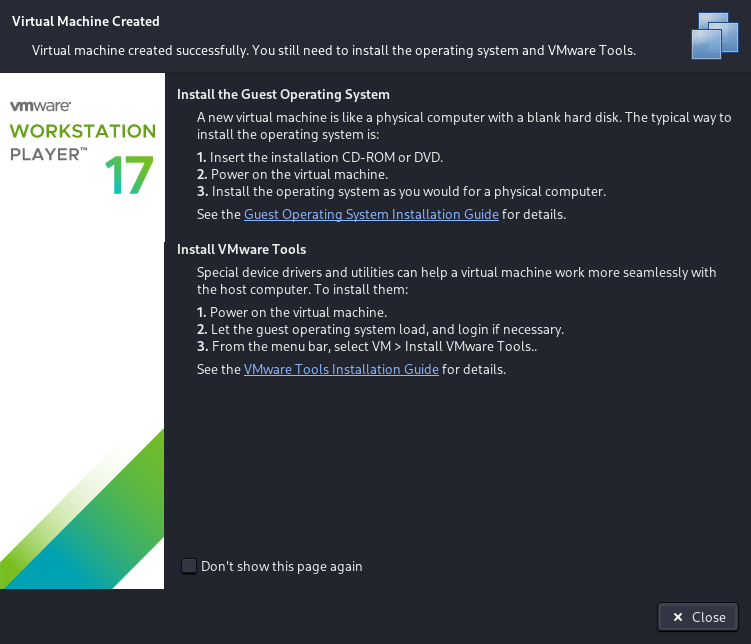 Virtual Machine Created
Virtual machine created successfully. You still need to install the operating system and VMware Tools.
vmware
WORKSTATION
PLAYER™
17
Install the Guest Operating System
A new virtual machine is like a physical computer with a blank hard disk. The typical way to
install the operating system is:
1. Insert the installation CD-ROM or DVD.
2. Power on the virtual machine.
3. Install the operating system as you would for a physical computer.
See the Guest Operating System Installation Guide for details.
Install VMware Tools
Special device drivers and utilities can help a virtual machine work more seamlessly with
the host computer. To install them:
1. Power on the virtual machine.
2. Let the guest operating system load, and login if necessary.
3. From the menu bar, select VM > Install VMware Tools..
See the VMware Tools Installation Guide for details.
Don't show this page again
Close